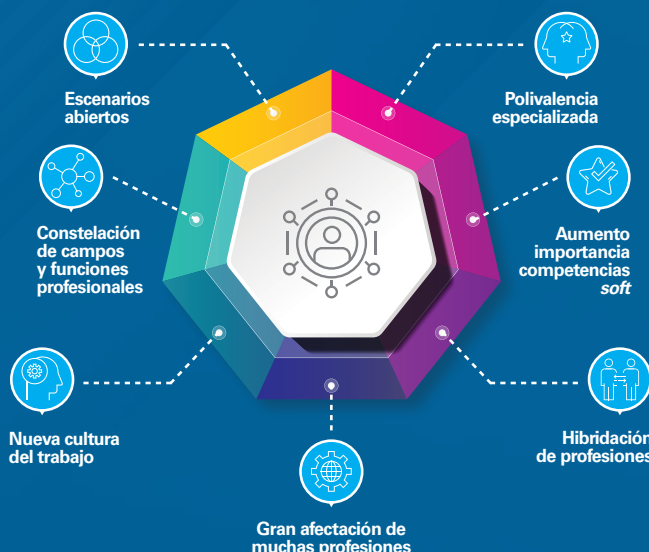 Escenarios
abiertos
Polivalencia
especializada
Constelación
de campos
y funciones
profesionales
Aumento
importancia
competencias
soft
Nueva cultura
del trabajo
Hibridación
de profesiones
Gran afectación de
muchas profesiones